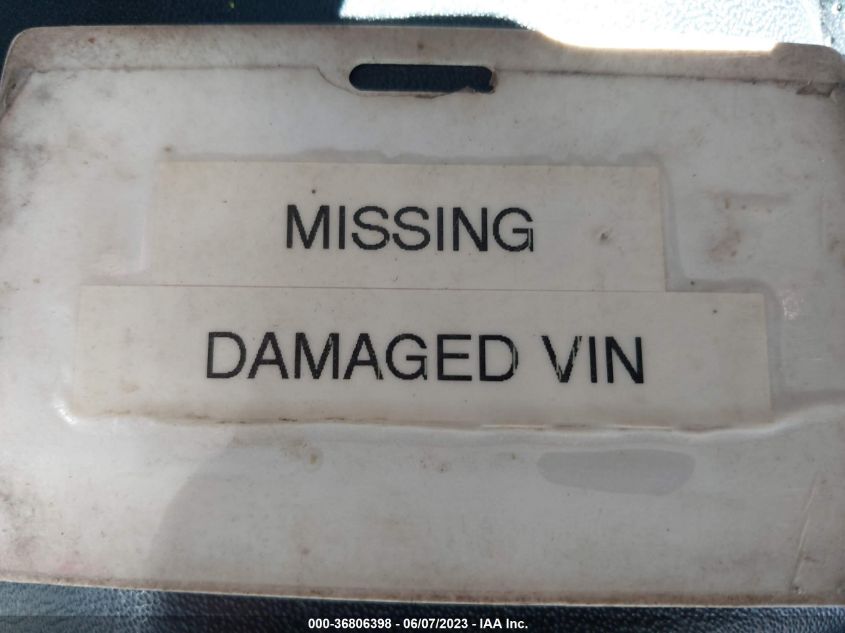 MISSING
DAMAGED VIN
000-36806398 - 06/07/2023 - IAA Inc.